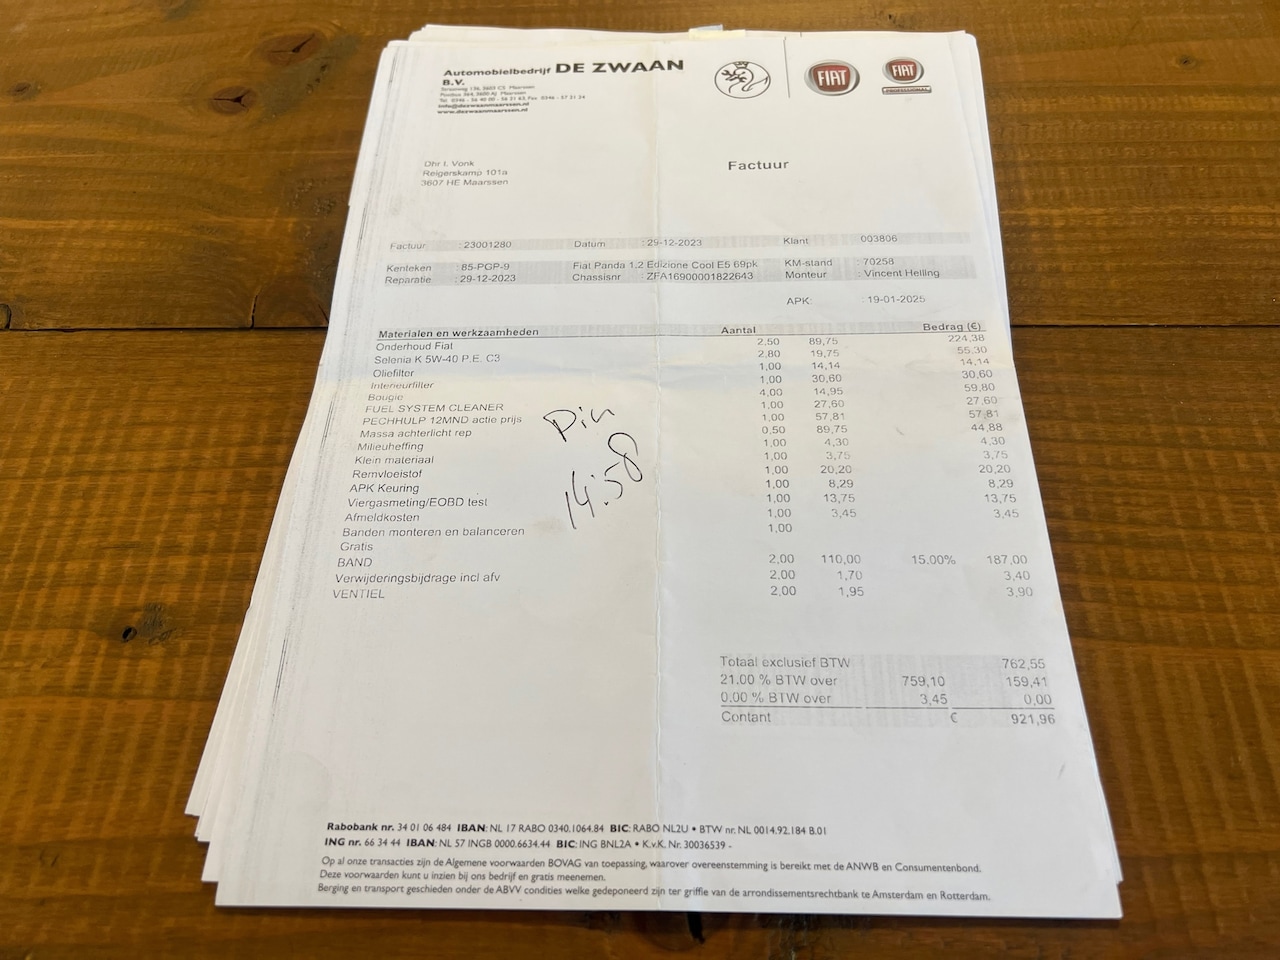 Automobielbedrijf DE ZWAAN
B.V.
info@dezwaanmaarssen.nl
www.dezwaanmaarssen.nl
FIAT
FIAT
PROFESSIONAL
Dhr I. Vonk
Reigerskamp 101a
3607 HE Maarssen
Factuur
Factuur : 23001280 Datum : 29-12-2023 Klant 003806
Kenteken : 85-PGP-9 Fiat Panda 1.2 Edizione Cool E5 69pk KM-stand : 70258
Reparatie : 29-12-2023 Chassisnr : ZFA16900001822643 Monteur : Vincent Helling
APK: : 19-01-2025
Materialen en werkzaamheden Aantal Bedrag (€)
Onderhoud Fiat 2,50 89,75 224,38
Selenia K 5W-40 P.E. C3 2,80 19,75 55,30
Oliefilter 1,00 14,14 14,14
Interieurfilter 1,00 30,60 30,60
Bougie 4,00 14,95 59,80
FUEL SYSTEM CLEANER 1,00 27,60 27,60
PECHHULP 12MND actie prijs 1,00 57,81 57,81
Massa achterlicht rep 0,50 89,75 44,88
Milieuheffing 1,00 4,30 4,30
Klein materiaal 1,00 3,75 3,75
Remvloeistof 1,00 20,20 20,20
APK Keuring 1,00 8,29 8,29
Viergasmeting/EOBD test 1,00 13,75 13,75
Afmeldkosten 1,00 3,45 3,45
Banden monteren en balanceren 1,00
Gratis
BAND 2,00 110,00 15.00% 187,00
Verwijderingsbijdrage incl afv 2,00 1,70 3,40
VENTIEL 2,00 1,95 3,90
Pin
14:58
Totaal exclusief BTW 762,55
21.00 % BTW over 759,10 159,41
0.00 % BTW over 3,45 0,00
Contant € 921,96
Rabobank nr. 34 01 06 484 IBAN: NL 17 RABO 0340.1064.84 BIC: RABO NL2U • BTW nr. NL 0014.92.184 B.01
ING nr. 66 34 44 IBAN: NL 57 INGB 0000.6634.44 BIC: ING BNL2A • K.v.K. Nr. 30036539 -
Op al onze transacties zijn de Algemene voorwaarden BOVAG van toepassing, waarover overeenstemming is bereikt met de ANWB en Consumentenbond.
Deze voorwaarden kunt u inzien bij ons bedrijf en gratis meenemen.
Berging en transport geschieden onder de ABVV condities welke gedeponeerd zijn ter griffie van de arrondissementsrechtbank te Amsterdam en Rotterdam.